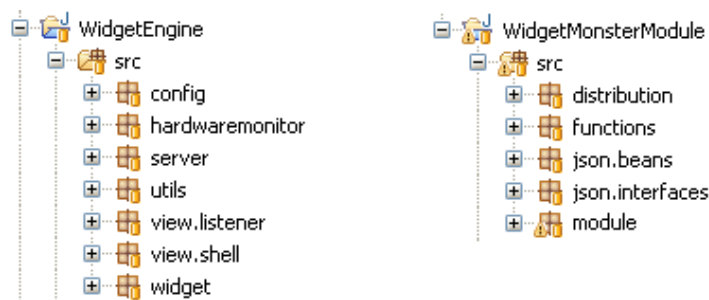 WidgetEngine
src
config
hardwaremonitor
server
utils
view.listener
view.shell
widget
WidgetMonsterModule
src
distribution
functions
json.beans
json.interfaces
module